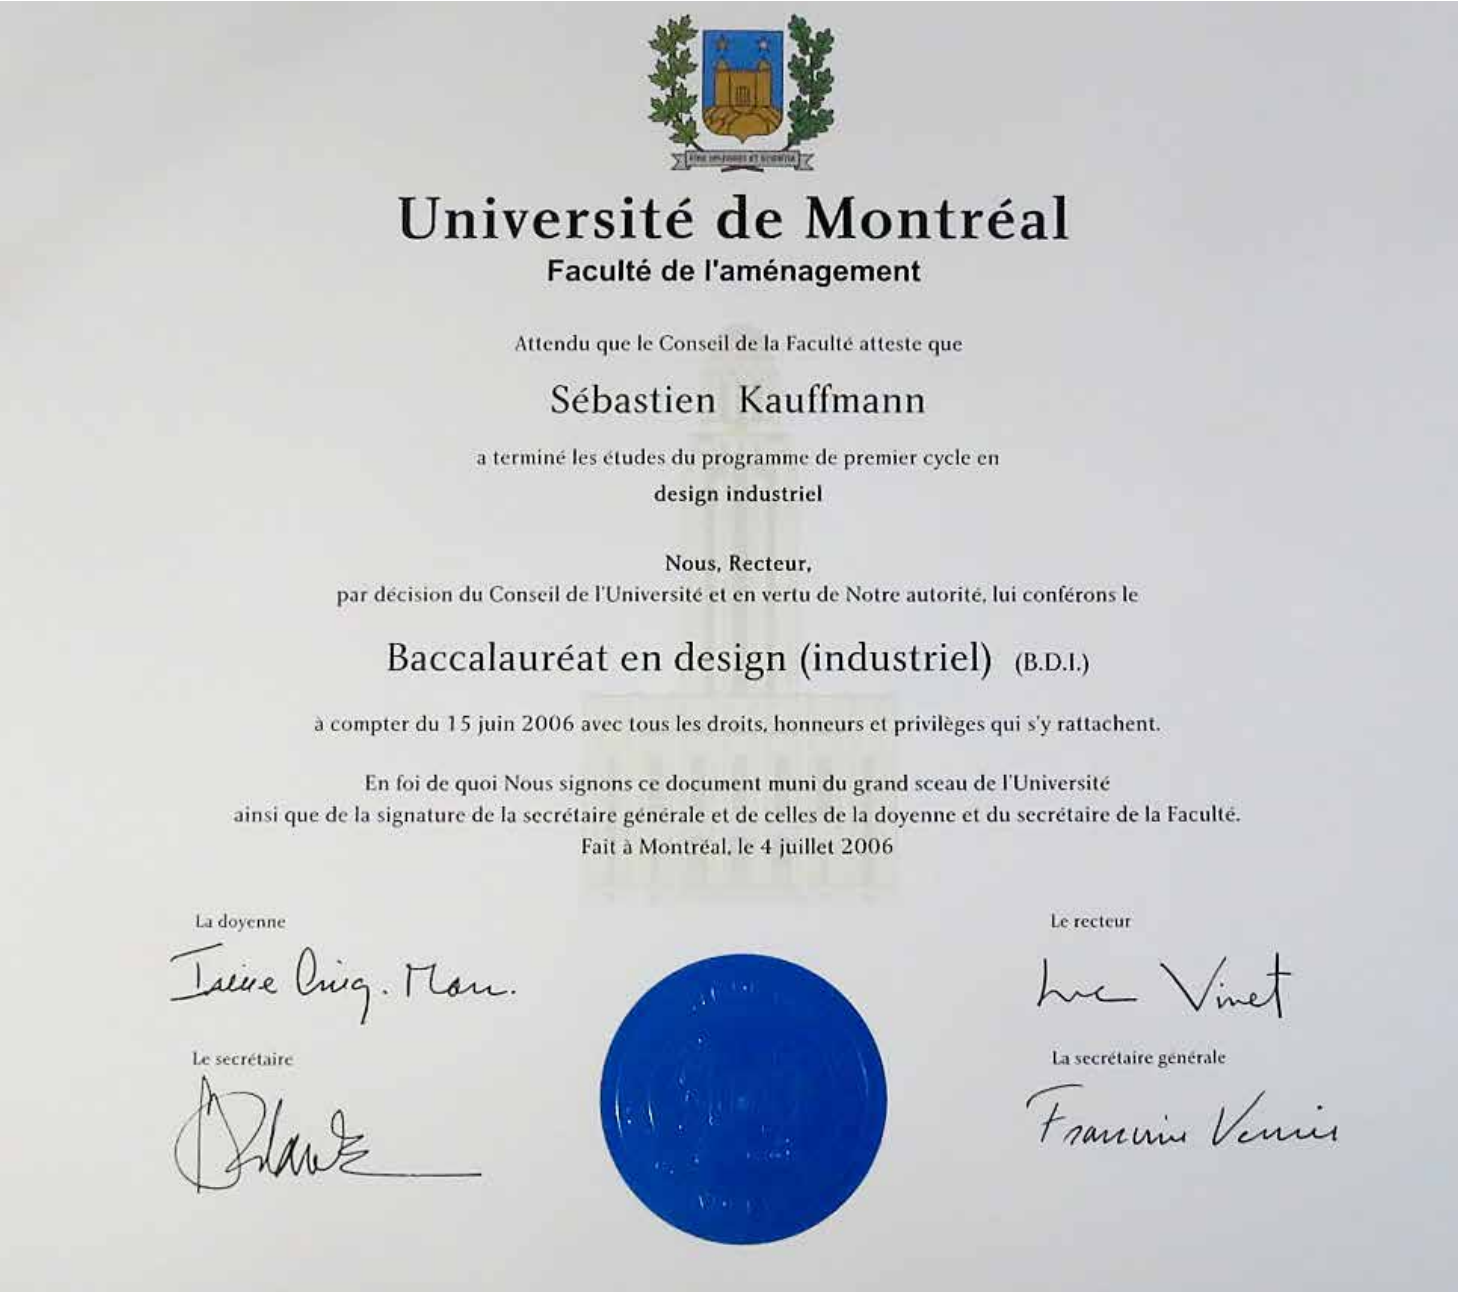 Université de Montréal
Faculté de l'aménagement
Attendu que le Conseil de la Faculté atteste que
Sébastien Kauffmann
a terminé les études du programme de premier cycle en
design industriel
Nous, Recteur,
par décision du Conseil de l'Université et en vertu de Notre autorité, lui conférons le
Baccalauréat en design (industriel) (B.D.I.)
à compter du 15 juin 2006 avec tous les droits, honneurs et privilèges qui s'y rattachent.
En foi de quoi Nous signons ce document muni du grand sceau de l'Université
ainsi que de la signature de la secrétaire générale et de celles de la doyenne et du secrétaire de la Faculté.
Fait à Montréal, le 4 juillet 2006
La doyenne
Le recteur
Luc Vinet
Le secrétaire
La secrétaire générale